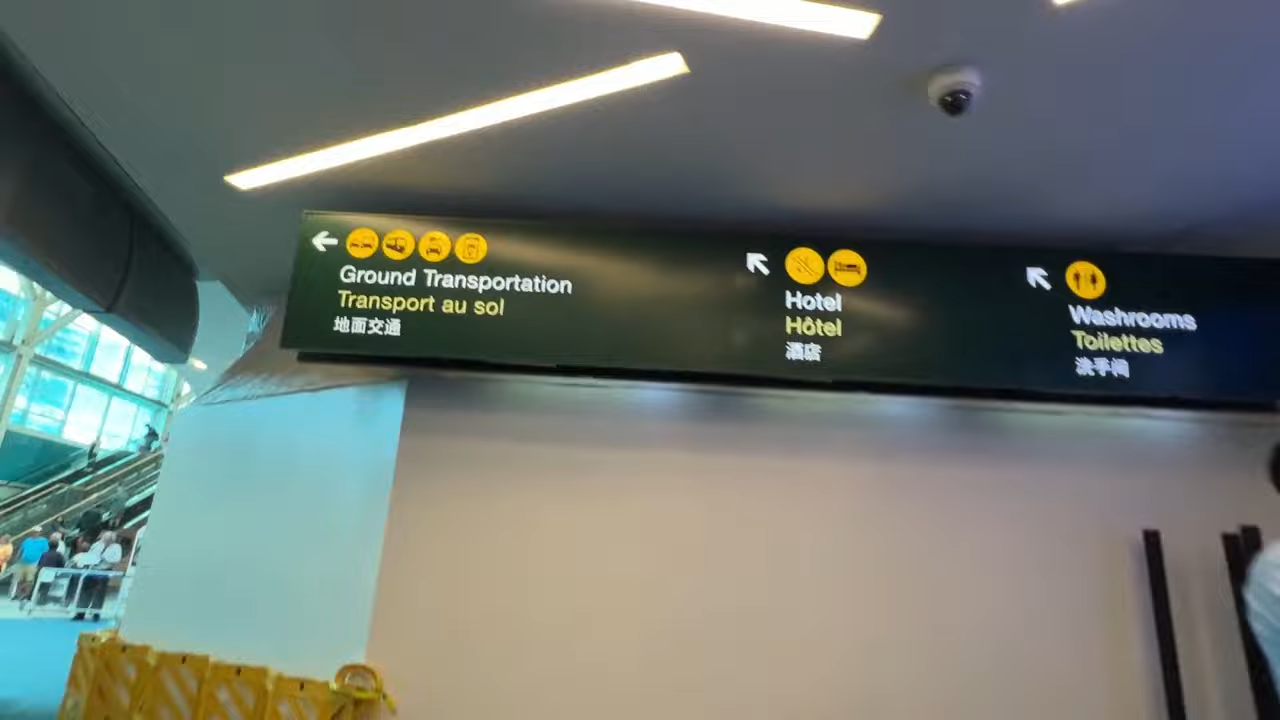 Ground Transportation
Transport au sol
地面交通
Hotel
Hôtel
酒店
Washrooms
Toilettes
洗手间